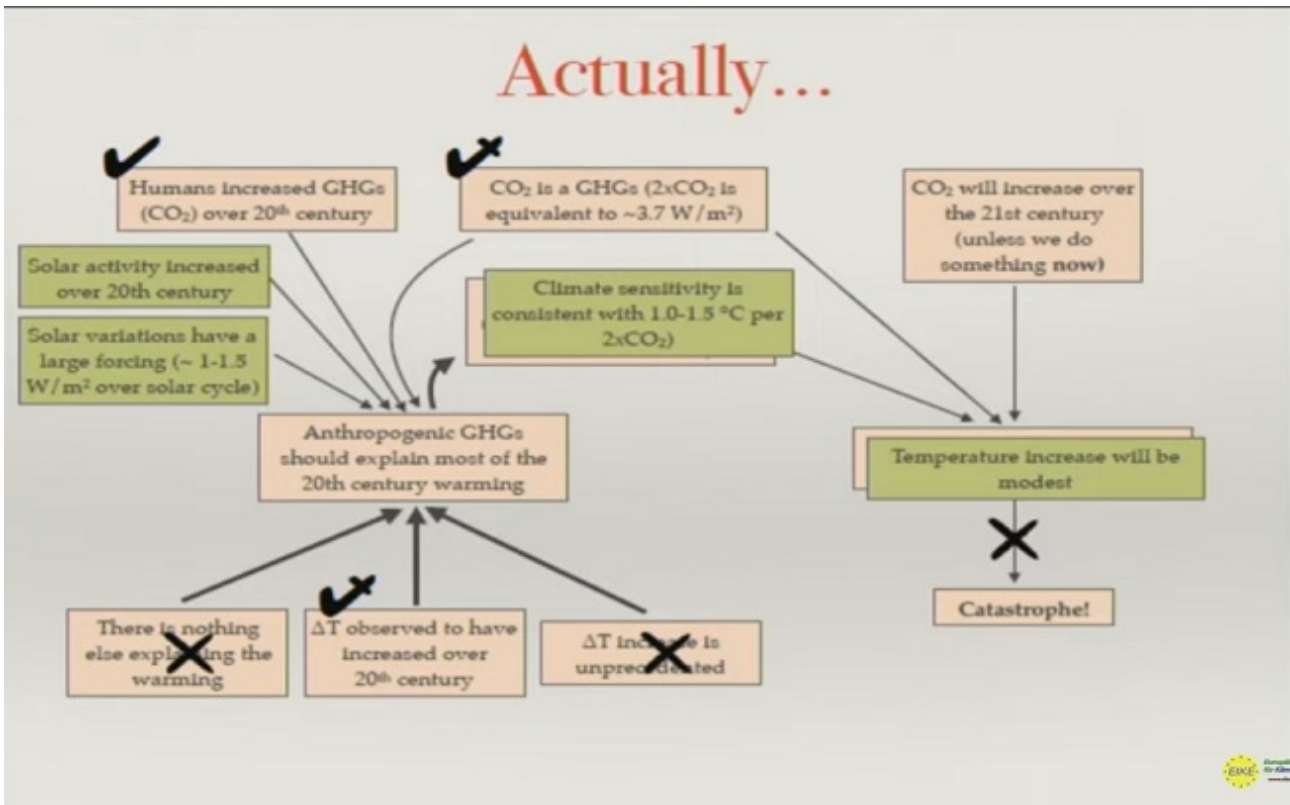 Actually...
Humans increased GHGs
(CO₂) over 20th century
CO₂ is a GHGs (2xCO₂ is
equivalent to ~3.7 W/m²)
CO₂ will increase over
the 21st century
(unless we do
something now)
Solar activity increased
over 20th century
Climate sensitivity is
consistent with 1.0-1.5 °C per
2xCO₂)
Solar variations have a
large forcing (~ 1-1.5
W/m² over solar cycle)
Anthropogenic GHGs
should explain most of the
20th century warming
Temperature increase will be
modest
Catastrophe!
There is nothing
else explaining the
warming
ΔT observed to have
increased over
20th century
ΔT increase is
unprecedented
EIKE